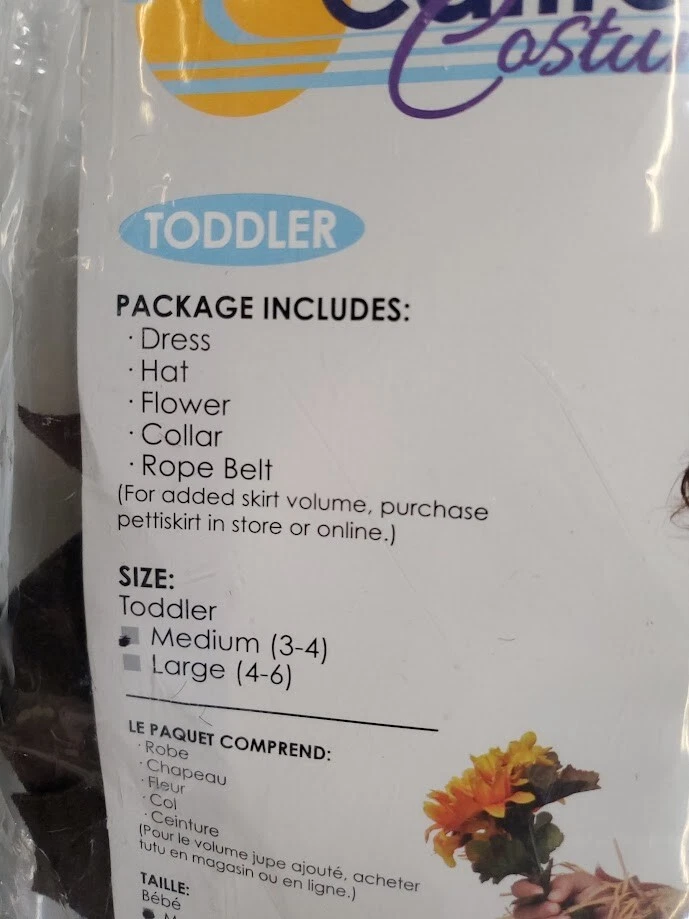 TODDLER
PACKAGE INCLUDES:
· Dress
· Hat
· Flower
· Collar
· Rope Belt
(For added skirt volume, purchase
pettiskirt in store or online.)
SIZE:
Toddler
Medium (3-4)
Large (4-6)
LE PAQUET COMPREND:
· Robe
· Chapeau
· Fleur
· Col
· Ceinture
(Pour le volume jupe ajouté, acheter
tutu en magasin ou en ligne.)
TAILLE:
Bébé